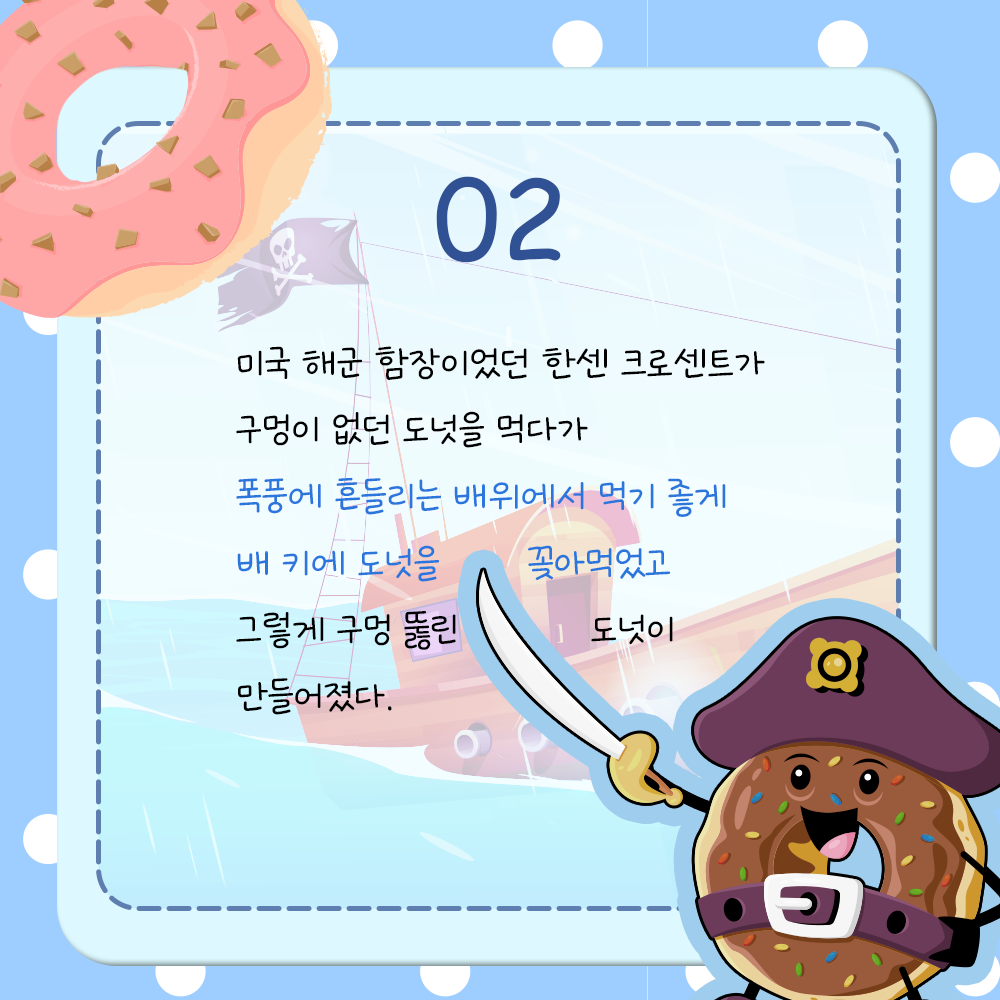 02
미국 해군 함장이었던 한센 크로센트가
구멍이 없던 도넛을 먹다가
폭풍에 흔들리는 배위에서 먹기 좋게
배 키에 도넛을 꽂아먹었고
그렇게 구멍 뚫린 도넛이
만들어졌다.